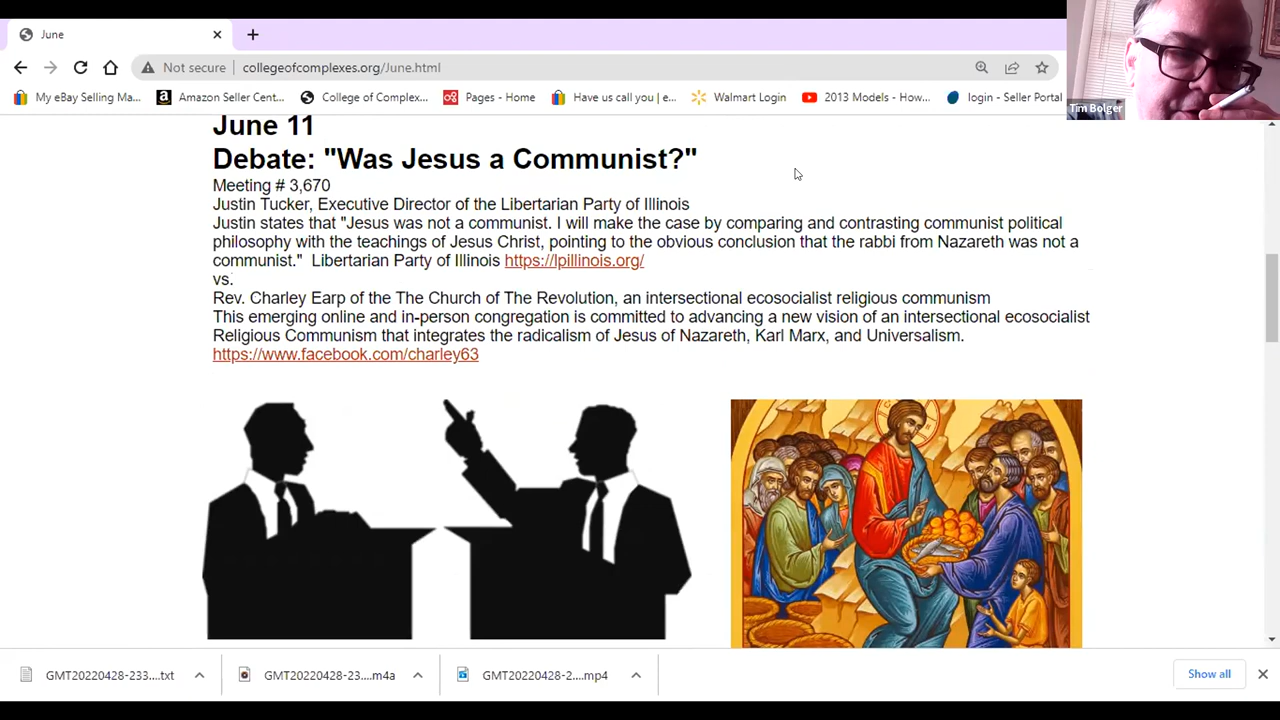 June
Not secure
collegeofcomplexes.org/June.html
My eBay Selling Ma...
Amazon Seller Cent...
College of
Pages - Home
have us call you
Walmart Login
Models - How...
login - Seller Portal
Tim Bolger
June 11
Debate: "Was Jesus a Communist?"
Meeting # 3,670
Justin Tucker, Executive Director of the Libertarian Party of Illinois
Justin states that "Jesus was not a communist. I will make the case by comparing and contrasting communist political
philosophy with the teachings of Jesus Christ, pointing to the obvious conclusion that the rabbi from Nazareth was not a
communist." Libertarian Party of Illinois https://lpillinois.org/
vs.
Rev. Charley Earp of the The Church of The Revolution, an intersectional ecosocialist religious communism
This emerging online and in-person congregation is committed to advancing a new vision of an intersectional ecosocialist
Religious Communism that integrates the radicalism of Jesus of Nazareth, Karl Marx, and Universalism.
https://www.facebook.com/charley63
GMT20220428-233....txt
GMT20220428-23....m4a
GMT20220428-2....mp4
Show all